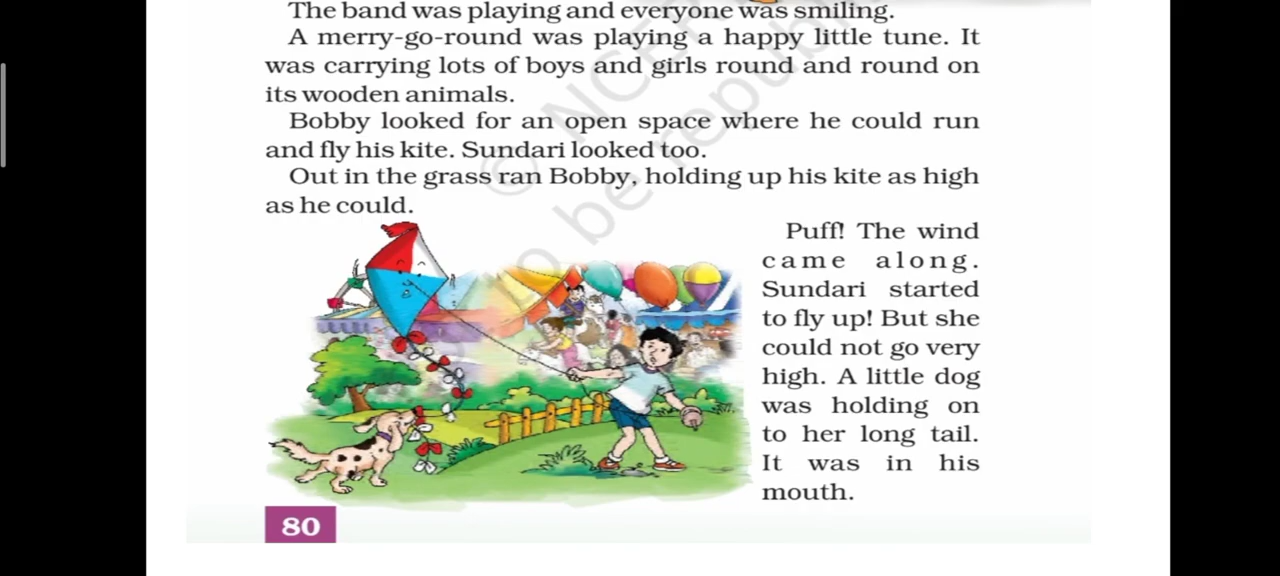 The band was playing and everyone was smiling.
A merry-go-round was playing a happy little tune. It
was carrying lots of boys and girls round and round on
its wooden animals.
Bobby looked for an open space where he could run
and fly his kite. Sundari looked too.
Out in the grass ran Bobby, holding up his kite as high
as he could.
Puff! The wind
came along.
Sundari started
to fly up! But she
could not go very
high. A little dog
was holding on
to her long tail.
It was in his
mouth.
80